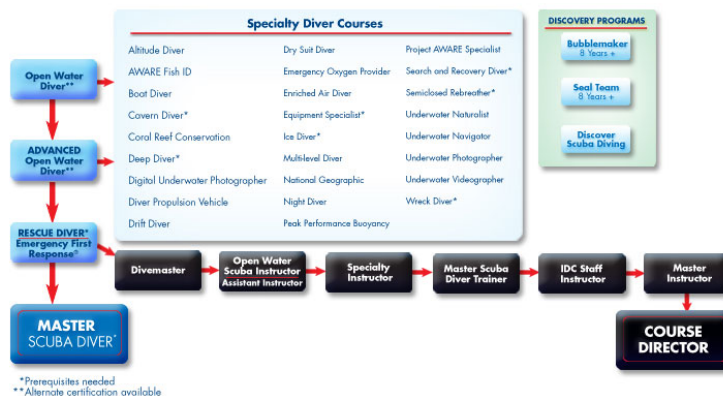 Specialty Diver Courses
Altitude Diver
AWARE Fish ID
Boat Diver
Cavern Diver*
Coral Reef Conservation
Deep Diver*
Digital Underwater Photographer
Diver Propulsion Vehicle
Drift Diver
Dry Suit Diver
Emergency Oxygen Provider
Enriched Air Diver
Equipment Specialist*
Ice Diver*
Multi-level Diver
National Geographic
Night Diver
Peak Performance Buoyancy
Project AWARE Specialist
Search and Recovery Diver*
Semiclosed Rebreather*
Underwater Naturalist
Underwater Navigator
Underwater Photographer
Underwater Videographer
Wreck Diver*
DISCOVERY PROGRAMS
Bubblemaker
8 Years +
Seal Team
8 Years +
Discover
Scuba Diving
Open Water
Diver**
ADVANCED
Open Water
Diver**
RESCUE DIVER*
Emergency First
Response®
MASTER
SCUBA DIVER*
Divemaster
Open Water
Scuba Instructor
Assistant Instructor
Specialty
Instructor
Master Scuba
Diver Trainer
IDC Staff
Instructor
Master
Instructor
COURSE
DIRECTOR
*Prerequisites needed
**Alternate certification available